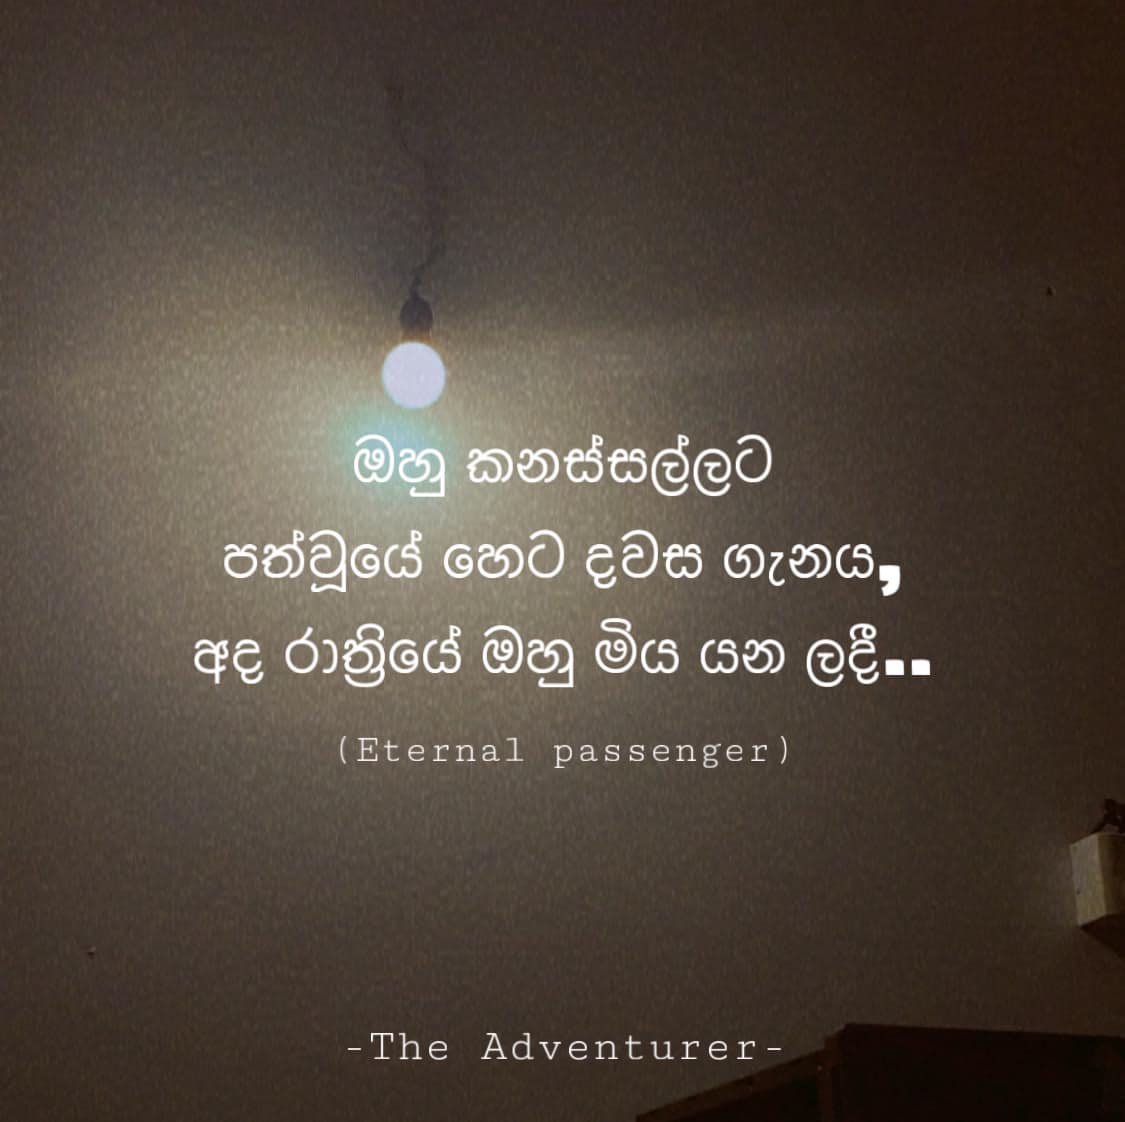 ඔහු කනස්සල්ලට
පත්වූයේ හෙට දවස ගැනය,
අද රාත්‍රියේ ඔහු මිය යන ලදී..
(Eternal passenger)
-The Adventurer-